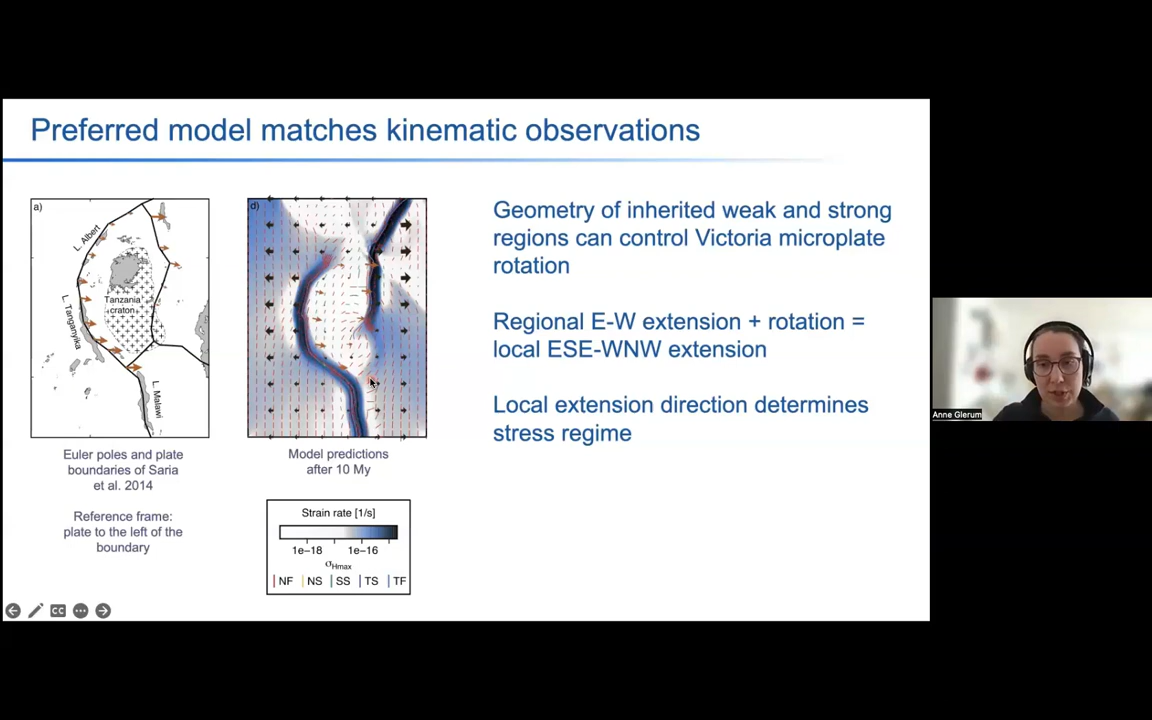 Preferred model matches kinematic observations
a)
L. Albert
Tanzania
craton
L. Tanganyika
L. Malawi
d)
Euler poles and plate
boundaries of Saria
et al. 2014
Reference frame:
plate to the left of the
boundary
Model predictions
after 10 My
Strain rate [1/s]
1e−18 1e−16
σHmax
NF NS SS TS TF
Geometry of inherited weak and strong
regions can control Victoria microplate
rotation
Regional E-W extension + rotation =
local ESE-WNW extension
Local extension direction determines
stress regime
CC
Anne Glerum